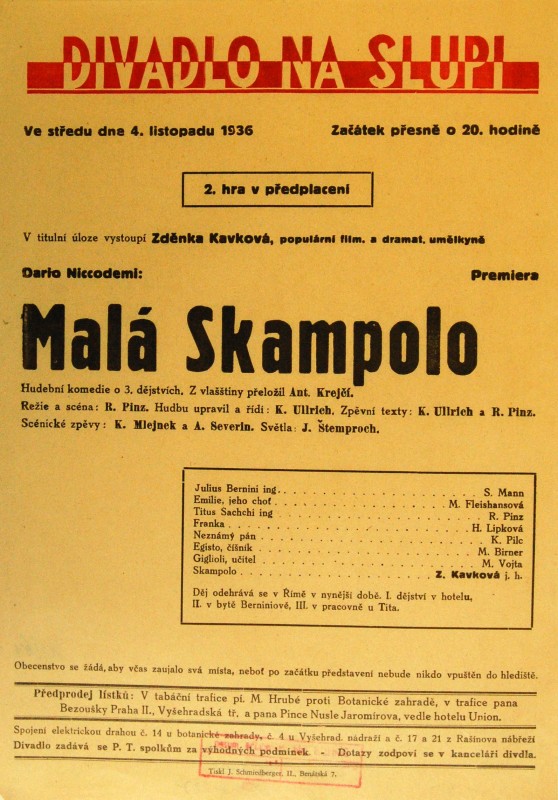 DIVADLO NA SLUPI
Ve středu dne 4. listopadu 1936 Začátek přesně o 20. hodině
2. hra v předplacení
V titulní úloze vystoupí Zděnka Kavková, populární film. a dramat. umělkyně
Dario Niccodemi: Premiera
Malá Skampolo
Hudební komedie o 3. dějstvích. Z vlašštiny přeložil Ant. Krejčí.
Režie a scéna: R. Pinz. Hudbu upravil a řídí: K. Ullrich. Zpěvní texty: K. Ullrich a R. Pinz.
Scénické zpěvy: K. Mlejnek a A. Severin. Světla: J. Štemproch.
Julius Bernini ing. S. Mann
Emilie, jeho choť M. Fleishansová
Titus Sachchi ing R. Pinz
Franka H. Lipková
Neznámý pán K. Pilc
Egisto, číšník M. Birner
Giglioli, učitel M. Vojta
Skampolo Z. Kavková j. h.
Děj odehrává se v Římě v nynější době. I. dějství v hotelu,
II. v bytě Berniniově, III. v pracovně u Tita.
Obecenstvo se žádá, aby včas zaujalo svá místa, neboť po začátku představení nebude nikdo vpuštěn do hlediště.
Předprodej lístků: V tabáční trafice pí. M. Hrubé proti Botanické zahradě, v trafice pana
Bezoušky Praha II., Vyšehradská tř, a pana Pince Nusle Jaromírova, vedle hotelu Union.
Spojení elektrickou drahou č. 14 u botanické zahrady, č. 4 u Vyšehrad. nádraží a č. 17 a 21 z Rašínova nábřeží
Divadlo zadává se P. T. spolkům za výhodných podmínek - Dotazy zodpoví se v kanceláři divdla.
Tiskl J. Schmiedberger, II., Benátská 7.